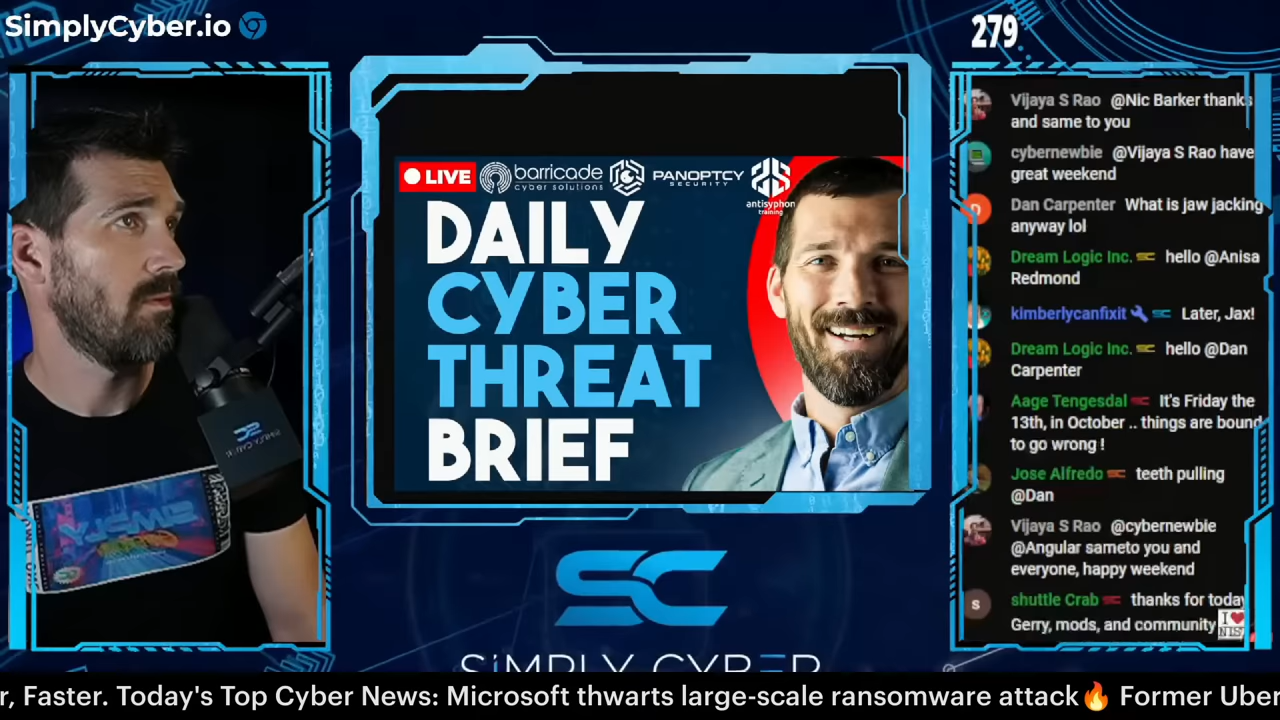 SimplyCyber.io
279
LIVE
barricade
cyber solutions
PANOPTCY
SECURITY
antisyphon
training
DAILY
CYBER
THREAT
BRIEF
SC
SIMPLY CYBER
Vijaya S Rao @Nic Barker thanks
and same to you
cybernewbie @Vijaya S Rao have
great weekend
Dan Carpenter What is jaw jacking
anyway lol
Dream Logic Inc. hello @Anisa
Redmond
kimberlycanfixit Later, Jax!
Dream Logic Inc. hello @Dan
Carpenter
Aage Tengesdal It's Friday the
13th, in October .. things are bound
to go wrong !
Jose Alfredo teeth pulling
@Dan
Vijaya S Rao @cybernewbie
@Angular sameto you and
everyone, happy weekend
s
shuttle Crab thanks for today
Gerry, mods, and community
r, Faster. Today's Top Cyber News: Microsoft thwarts large-scale ransomware attack🔥 Former Uber